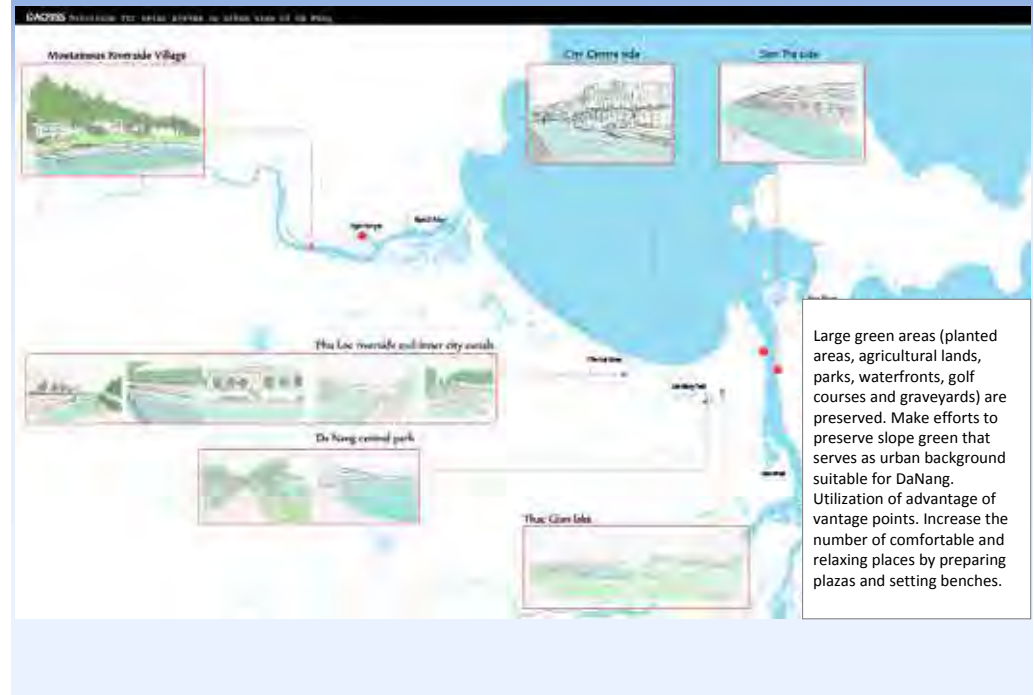 Mountainous Riverside Village
City Centre side
Son Tra side
Phu Loc riverside and inner city canals
Da Nang central park
Thac Gian lake
Large green areas (planted
areas, agricultural lands,
parks, waterfronts, golf
courses and graveyards) are
preserved. Make efforts to
preserve slope green that
serves as urban background
suitable for DaNang.
Utilization of advantage of
vantage points. Increase the
number of comfortable and
relaxing places by preparing
plazas and setting benches.